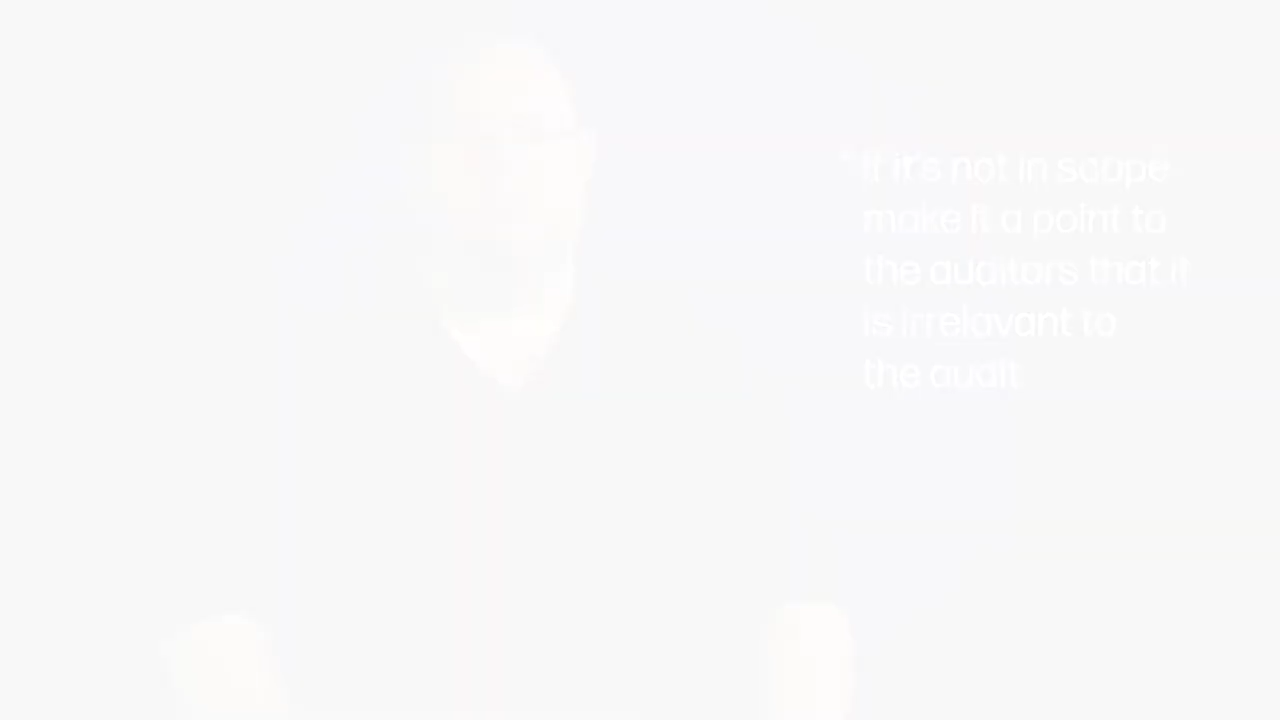 If it's not in scope
make it a point to
the auditors that it
is irrelavant to
the audit